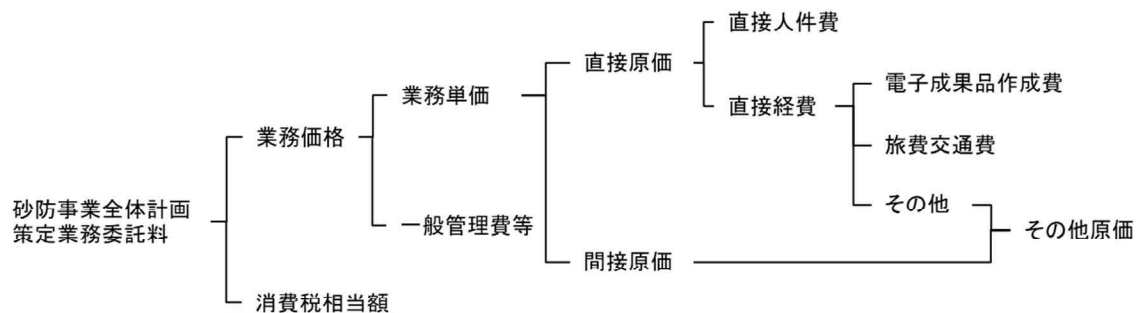 直接人件費
直接原価
電子成果品作成費
業務単価
直接経費
業務価格
旅費交通費
砂防事業全体計画
策定業務委託料
その他
一般管理費等
その他原価
間接原価
消費税相当額